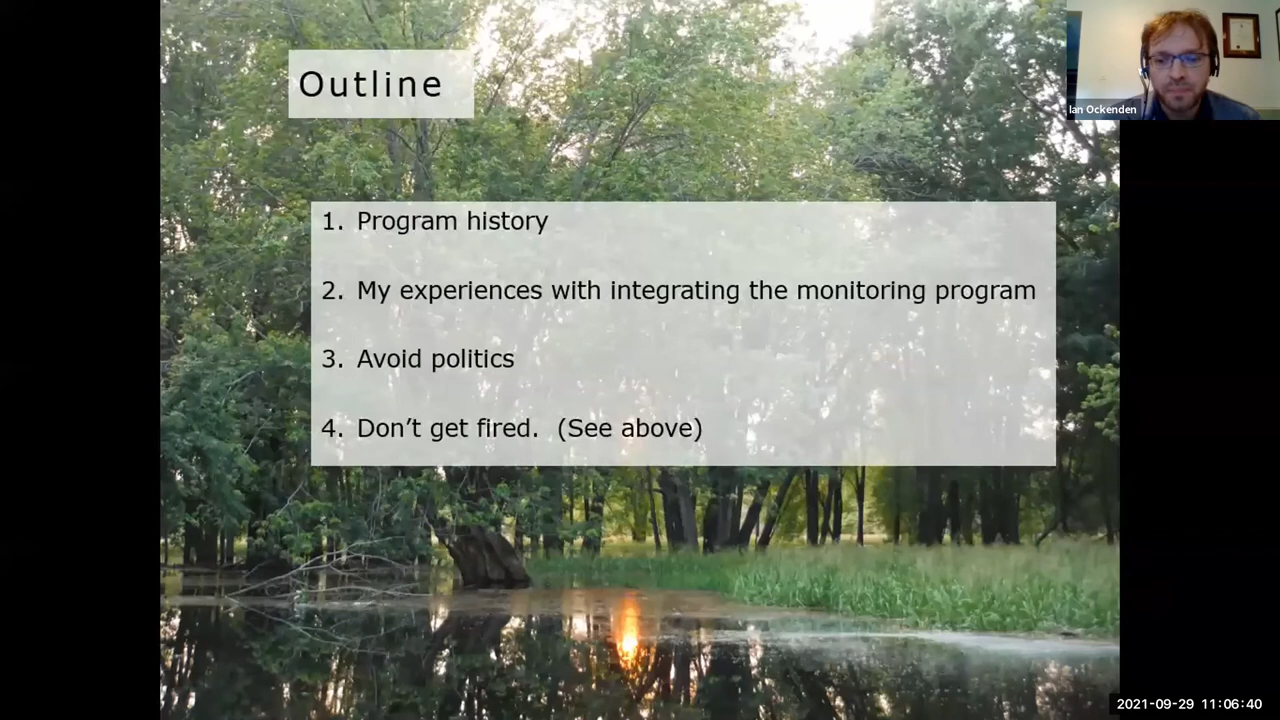 Outline
1. Program history
2. My experiences with integrating the monitoring program
3. Avoid politics
4. Don’t get fired.  (See above)
Ian Ockenden
2021-09-29 11:06:40